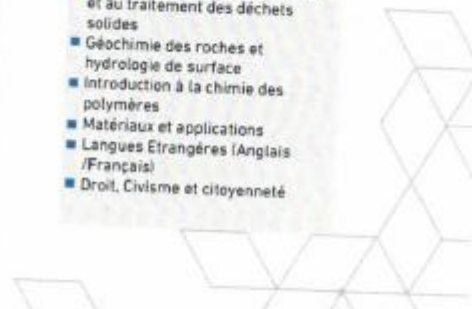 et au traitement des déchets
solides
■ Géochimie des roches et
hydrologie de surface
■ Introduction à la chimie des
polymères
■ Matériaux et applications
■ Langues Etrangéres (Anglais
/Français)
■ Droit, Civisme et citoyenneté